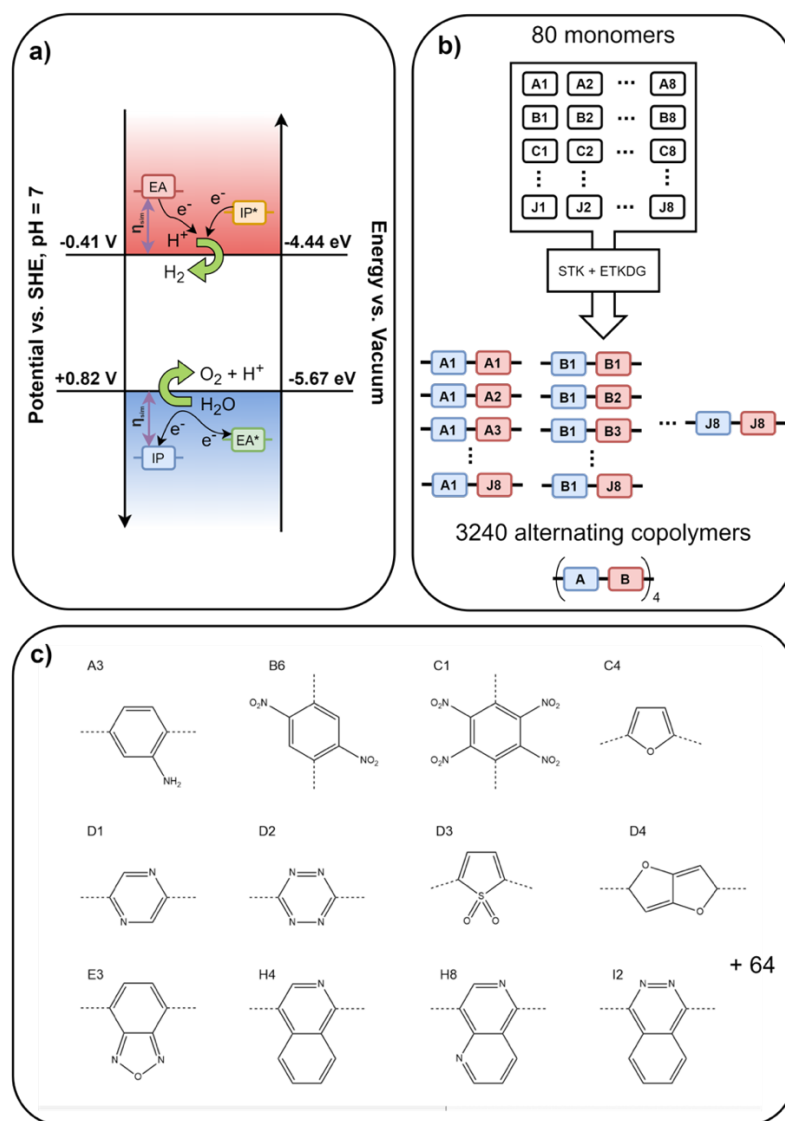 a)
Potential vs. SHE, pH = 7
Energy vs. Vacuum
EA
e-
IP*
e-
ηsim
H+
-0.41 V
-4.44 eV
H2
O2 + H+
+0.82 V
-5.67 eV
H2O
ηsim
e-
e-
EA*
IP
b)
80 monomers
A1 A2 ··· A8
B1 B2 ··· B8
C1 C2 ··· C8
J1 J2 ··· J8
STK + ETKDG
A1 A1 B1 B1
A1 A2 B1 B2
A1 A3 B1 B3 ··· J8 J8
A1 J8 B1 J8
3240 alternating copolymers
(A B)4
c)
A3 B6 C1 C4
NH2
O2N NO2
O2N NO2 O2N NO2
O
D1 D2 D3 D4
N N
N N N N
S O O
O O
E3 H4 H8 I2
+ 64
N O N
N
N N
N N